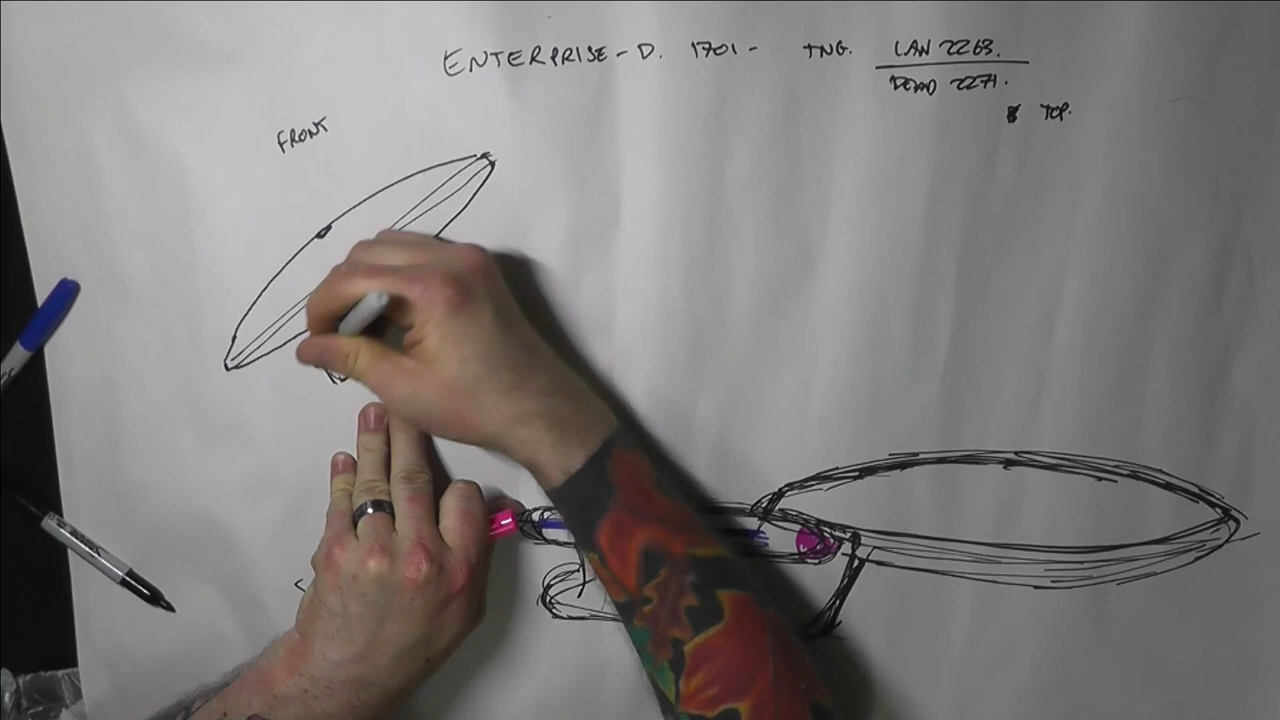 ENTERPRISE-D. 1701- TNG. LAN 2263.
DEAD 2271.
TOP.
FRONT